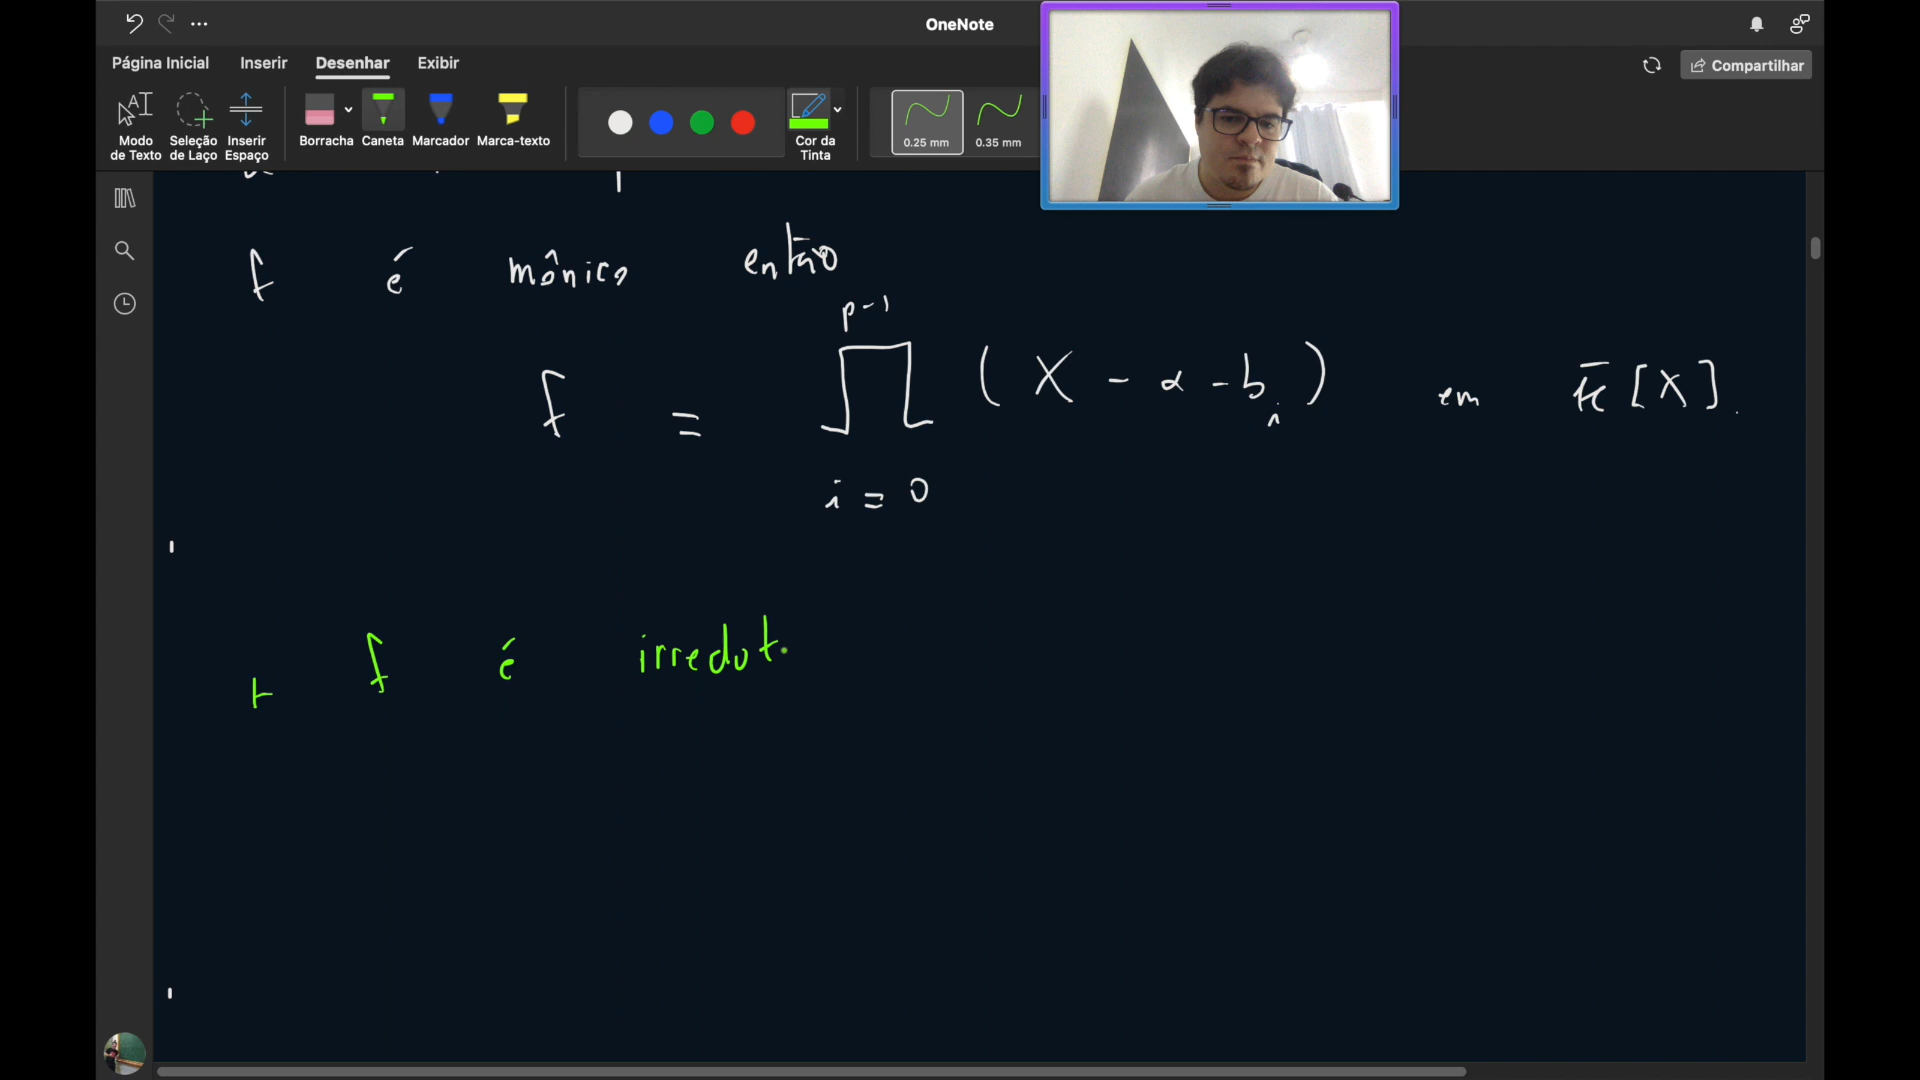 OneNote
Página Inicial Inserir Desenhar Exibir Compartilhar
Modo de Texto Seleção de Laço Inserir Espaço Borracha Caneta Marcador Marca-texto Cor da Tinta 0.25 mm 0.35 mm
f é mônico então
p-1
f = ∏ ( X - α - b_i ) em k̄[X].
i = 0
+ f é irredut